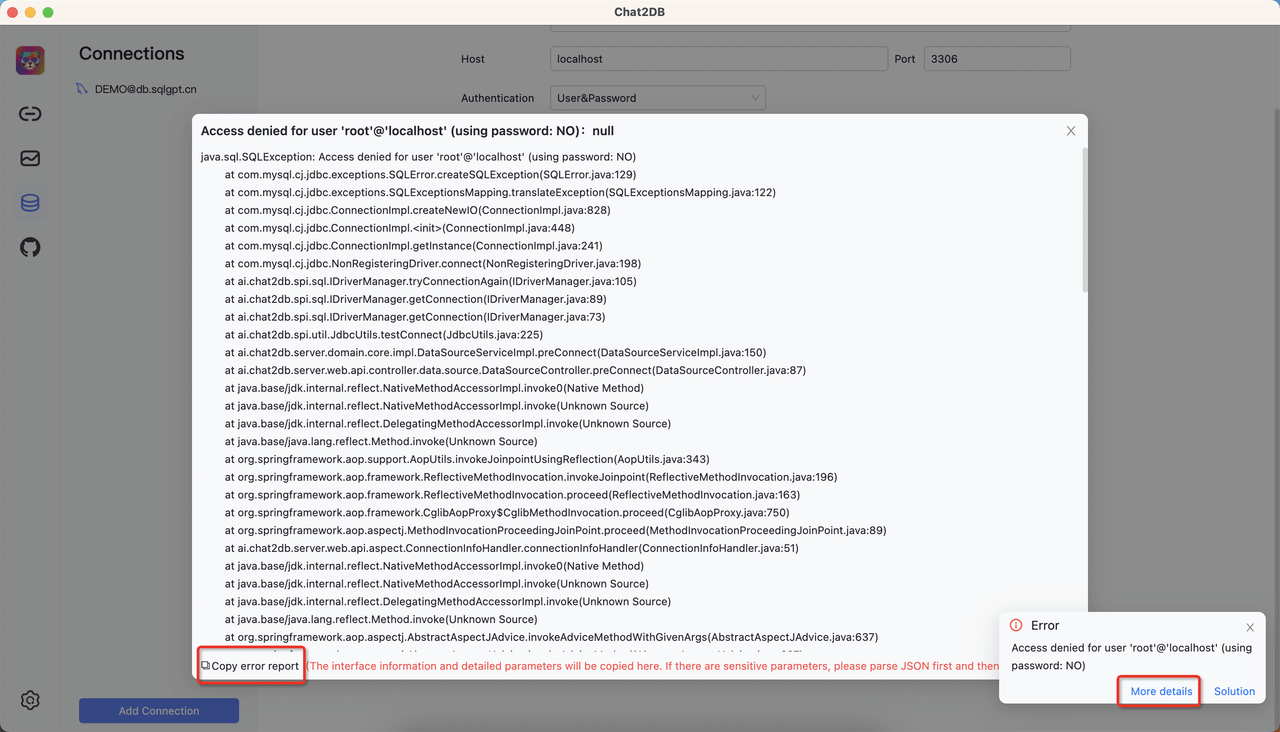 Chat2DB
Connections
DEMO@db.sqlgpt.cn
Host
localhost
Port
3306
Authentication
User&Password
Access denied for user 'root'@'localhost' (using password: NO)：null
java.sql.SQLException: Access denied for user 'root'@'localhost' (using password: NO)
at com.mysql.cj.jdbc.exceptions.SQLError.createSQLException(SQLError.java:129)
at com.mysql.cj.jdbc.exceptions.SQLExceptionsMapping.translateException(SQLExceptionsMapping.java:122)
at com.mysql.cj.jdbc.ConnectionImpl.createNewIO(ConnectionImpl.java:828)
at com.mysql.cj.jdbc.ConnectionImpl.<init>(ConnectionImpl.java:448)
at com.mysql.cj.jdbc.ConnectionImpl.getInstance(ConnectionImpl.java:241)
at com.mysql.cj.jdbc.NonRegisteringDriver.connect(NonRegisteringDriver.java:198)
at ai.chat2db.spi.sql.IDriverManager.tryConnectionAgain(IDriverManager.java:105)
at ai.chat2db.spi.sql.IDriverManager.getConnection(IDriverManager.java:89)
at ai.chat2db.spi.sql.IDriverManager.getConnection(IDriverManager.java:73)
at ai.chat2db.spi.util.JdbcUtils.testConnect(JdbcUtils.java:225)
at ai.chat2db.server.domain.core.impl.DataSourceServiceImpl.preConnect(DataSourceServiceImpl.java:150)
at ai.chat2db.server.web.api.controller.data.source.DataSourceController.preConnect(DataSourceController.java:87)
at java.base/jdk.internal.reflect.NativeMethodAccessorImpl.invoke0(Native Method)
at java.base/jdk.internal.reflect.NativeMethodAccessorImpl.invoke(Unknown Source)
at java.base/jdk.internal.reflect.DelegatingMethodAccessorImpl.invoke(Unknown Source)
at java.base/java.lang.reflect.Method.invoke(Unknown Source)
at org.springframework.aop.support.AopUtils.invokeJoinpointUsingReflection(AopUtils.java:343)
at org.springframework.aop.framework.ReflectiveMethodInvocation.invokeJoinpoint(ReflectiveMethodInvocation.java:196)
at org.springframework.aop.framework.ReflectiveMethodInvocation.proceed(ReflectiveMethodInvocation.java:163)
at org.springframework.aop.framework.CglibAopProxy$CglibMethodInvocation.proceed(CglibAopProxy.java:750)
at org.springframework.aop.aspectj.MethodInvocationProceedingJoinPoint.proceed(MethodInvocationProceedingJoinPoint.java:89)
at ai.chat2db.server.web.api.aspect.ConnectionInfoHandler.connectionInfoHandler(ConnectionInfoHandler.java:51)
at java.base/jdk.internal.reflect.NativeMethodAccessorImpl.invoke0(Native Method)
at java.base/jdk.internal.reflect.NativeMethodAccessorImpl.invoke(Unknown Source)
at java.base/jdk.internal.reflect.DelegatingMethodAccessorImpl.invoke(Unknown Source)
at java.base/java.lang.reflect.Method.invoke(Unknown Source)
at org.springframework.aop.aspectj.AbstractAspectJAdvice.invokeAdviceMethodWithGivenArgs(AbstractAspectJAdvice.java:637)
Copy error report
(The interface information and detailed parameters will be copied here. If there are sensitive parameters, please parse JSON first and then
Error
Access denied for user 'root'@'localhost' (using
password: NO)
More details
Solution
Add Connection